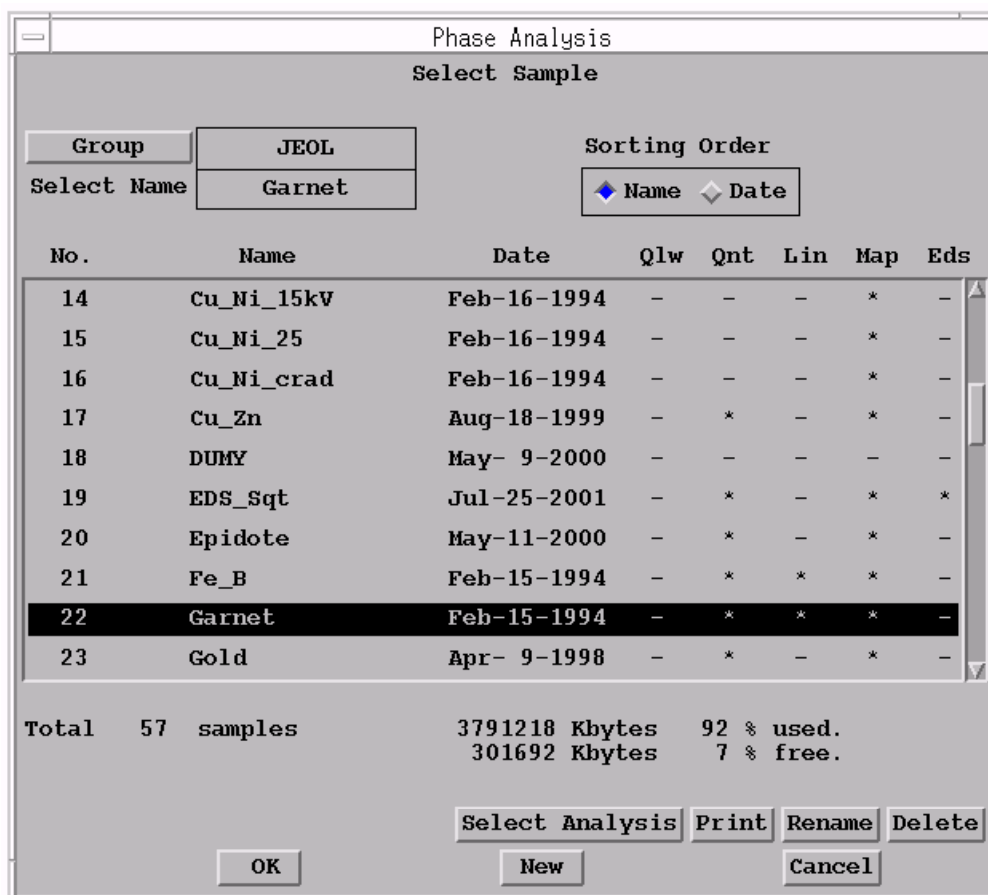 Phase Analysis
Select Sample
Group JEOL Sorting Order
Select Name Garnet Name Date
No. Name Date Qlw Qnt Lin Map Eds
14 Cu_Ni_15kV Feb-16-1994 - - - * -
15 Cu_Ni_25 Feb-16-1994 - - - * -
16 Cu_Ni_crad Feb-16-1994 - - - * -
17 Cu_Zn Aug-18-1999 - * - * -
18 DUMY May- 9-2000 - - - - -
19 EDS_Sqt Jul-25-2001 - * - * *
20 Epidote May-11-2000 - * - * -
21 Fe_B Feb-15-1994 - * * * -
22 Garnet Feb-15-1994 - * * * -
23 Gold Apr- 9-1998 - * - * -
Total 57 samples 3791218 Kbytes 92 % used.
301692 Kbytes 7 % free.
Select Analysis Print Rename Delete
OK New Cancel